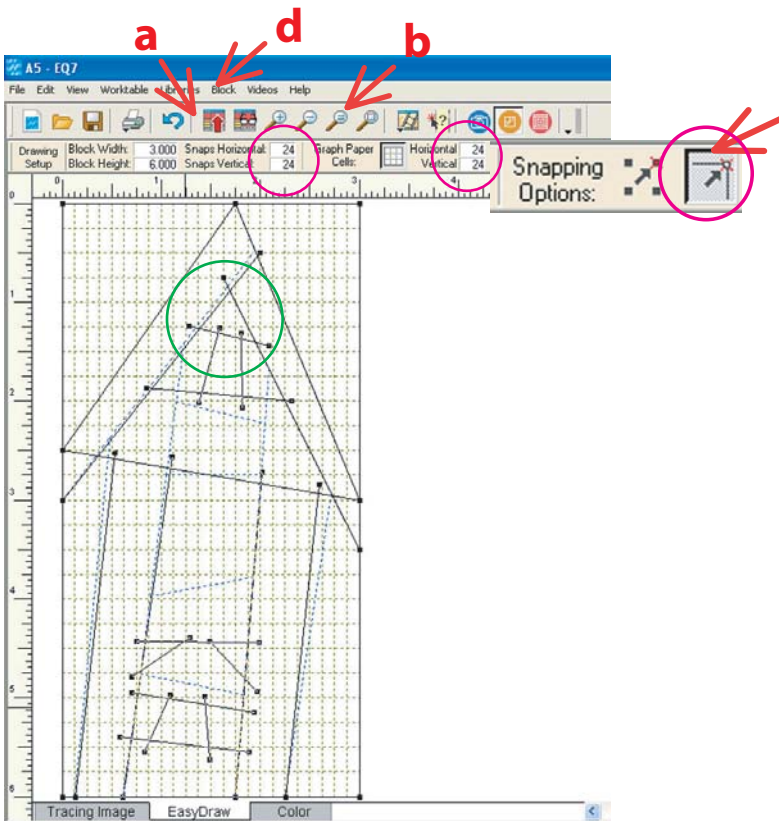 a
d
b
A5 - EQ7
File Edit View Worktable Libraries Block Videos Help
Drawing Setup
Block Width: 3.000 Snaps Horizontal: 24 Graph Paper Cells: Horizontal 24
Block Height: 6.000 Snaps Vertical: 24 Vertical 24
Snapping Options:
0 1 2 4
0
1
2
3
4
5
6
Tracing Image EasyDraw Color